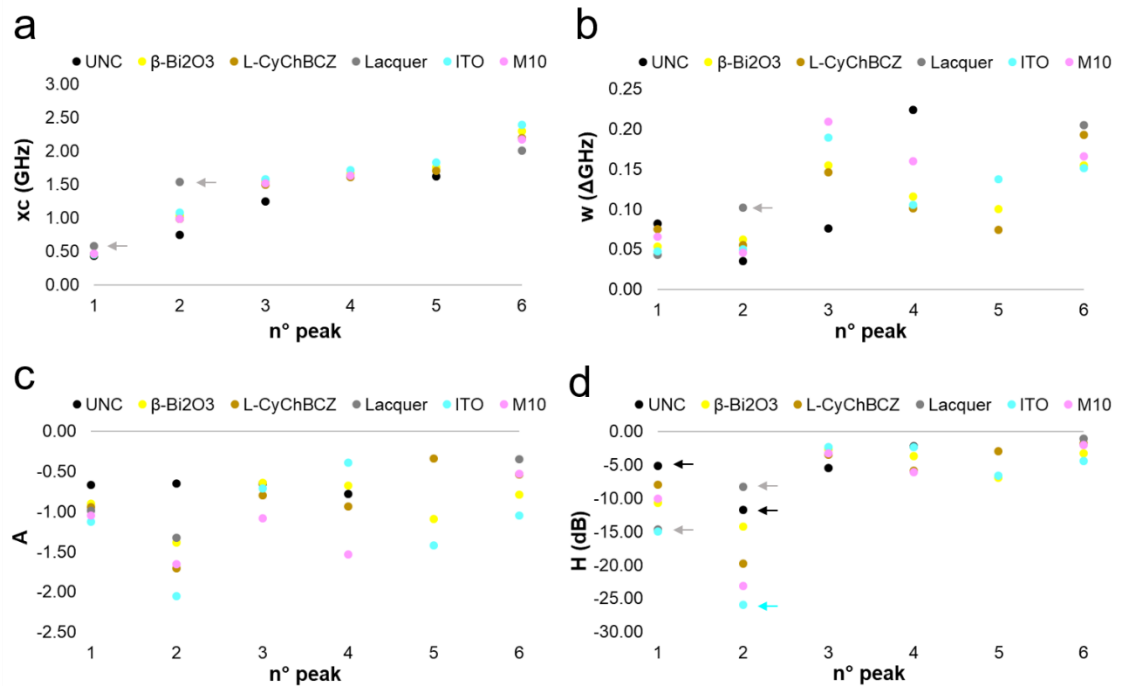 a
UNC β-Bi2O3 L-CyChBCZ Lacquer ITO M10
3.00
2.50
2.00
1.50
1.00
0.50
0.00
xc (GHz)
1 2 3 4 5 6
n° peak
b
UNC β-Bi2O3 L-CyChBCZ Lacquer ITO M10
0.25
0.20
0.15
0.10
0.05
0.00
w (ΔGHz)
1 2 3 4 5 6
n° peak
c
UNC β-Bi2O3 L-CyChBCZ Lacquer ITO M10
0.00
-0.50
-1.00
-1.50
-2.00
-2.50
A
1 2 3 4 5 6
n° peak
d
UNC β-Bi2O3 L-CyChBCZ Lacquer ITO M10
0.00
-5.00
-10.00
-15.00
-20.00
-25.00
-30.00
H (dB)
1 2 3 4 5 6
n° peak